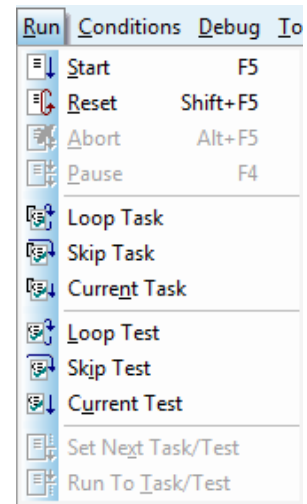 Run Conditions Debug To
Start F5
Reset Shift+F5
Abort Alt+F5
Pause F4
Loop Task
Skip Task
Current Task
Loop Test
Skip Test
Current Test
Set Next Task/Test
Run To Task/Test